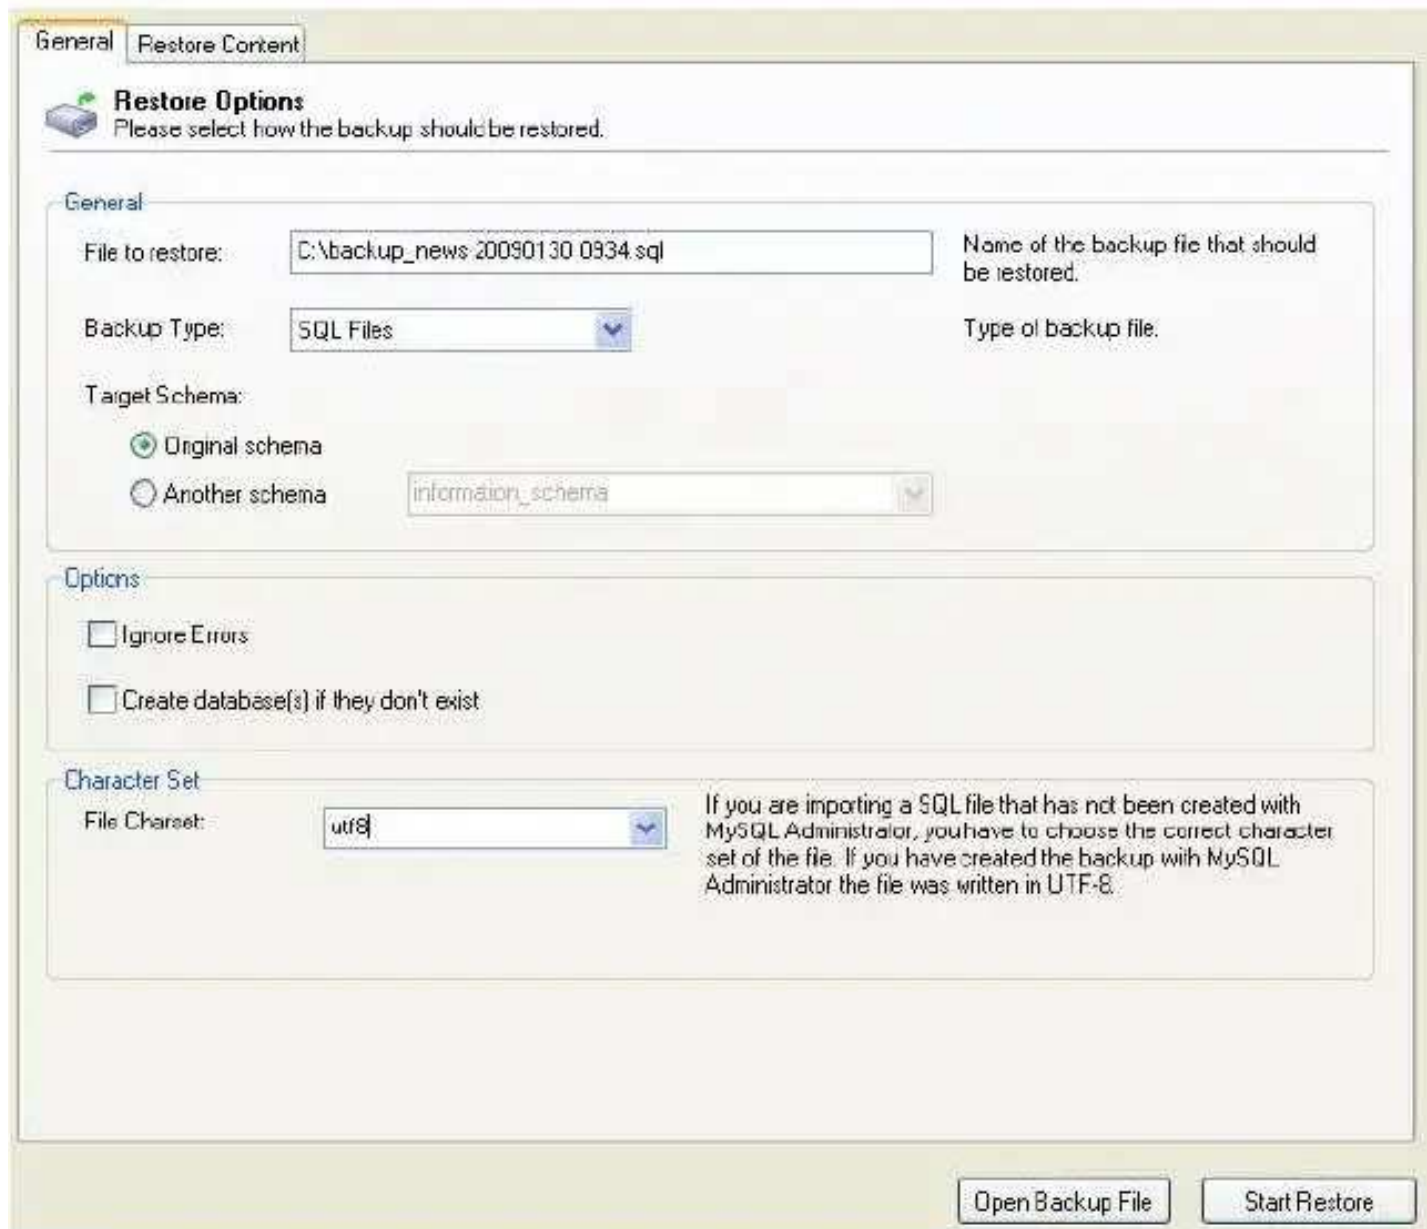 General
Restore Content
Restore Options
Please select how the backup should be restored.
General
File to restore:
C:\backup_news 20090130 0934.sql
Name of the backup file that should
be restored.
Backup Type:
SQL Files
Type of backup file.
Target Schema:
Original schema
Another schema
information_schema
Options
Ignore Errors
Create database(s) if they don't exist
Character Set
File Charset:
utf8
If you are importing a SQL file that has not been created with
MySQL Administrator, you have to choose the correct character
set of the file. If you have created the backup with MySQL
Administrator the file was written in UTF-8.
Open Backup File
Start Restore